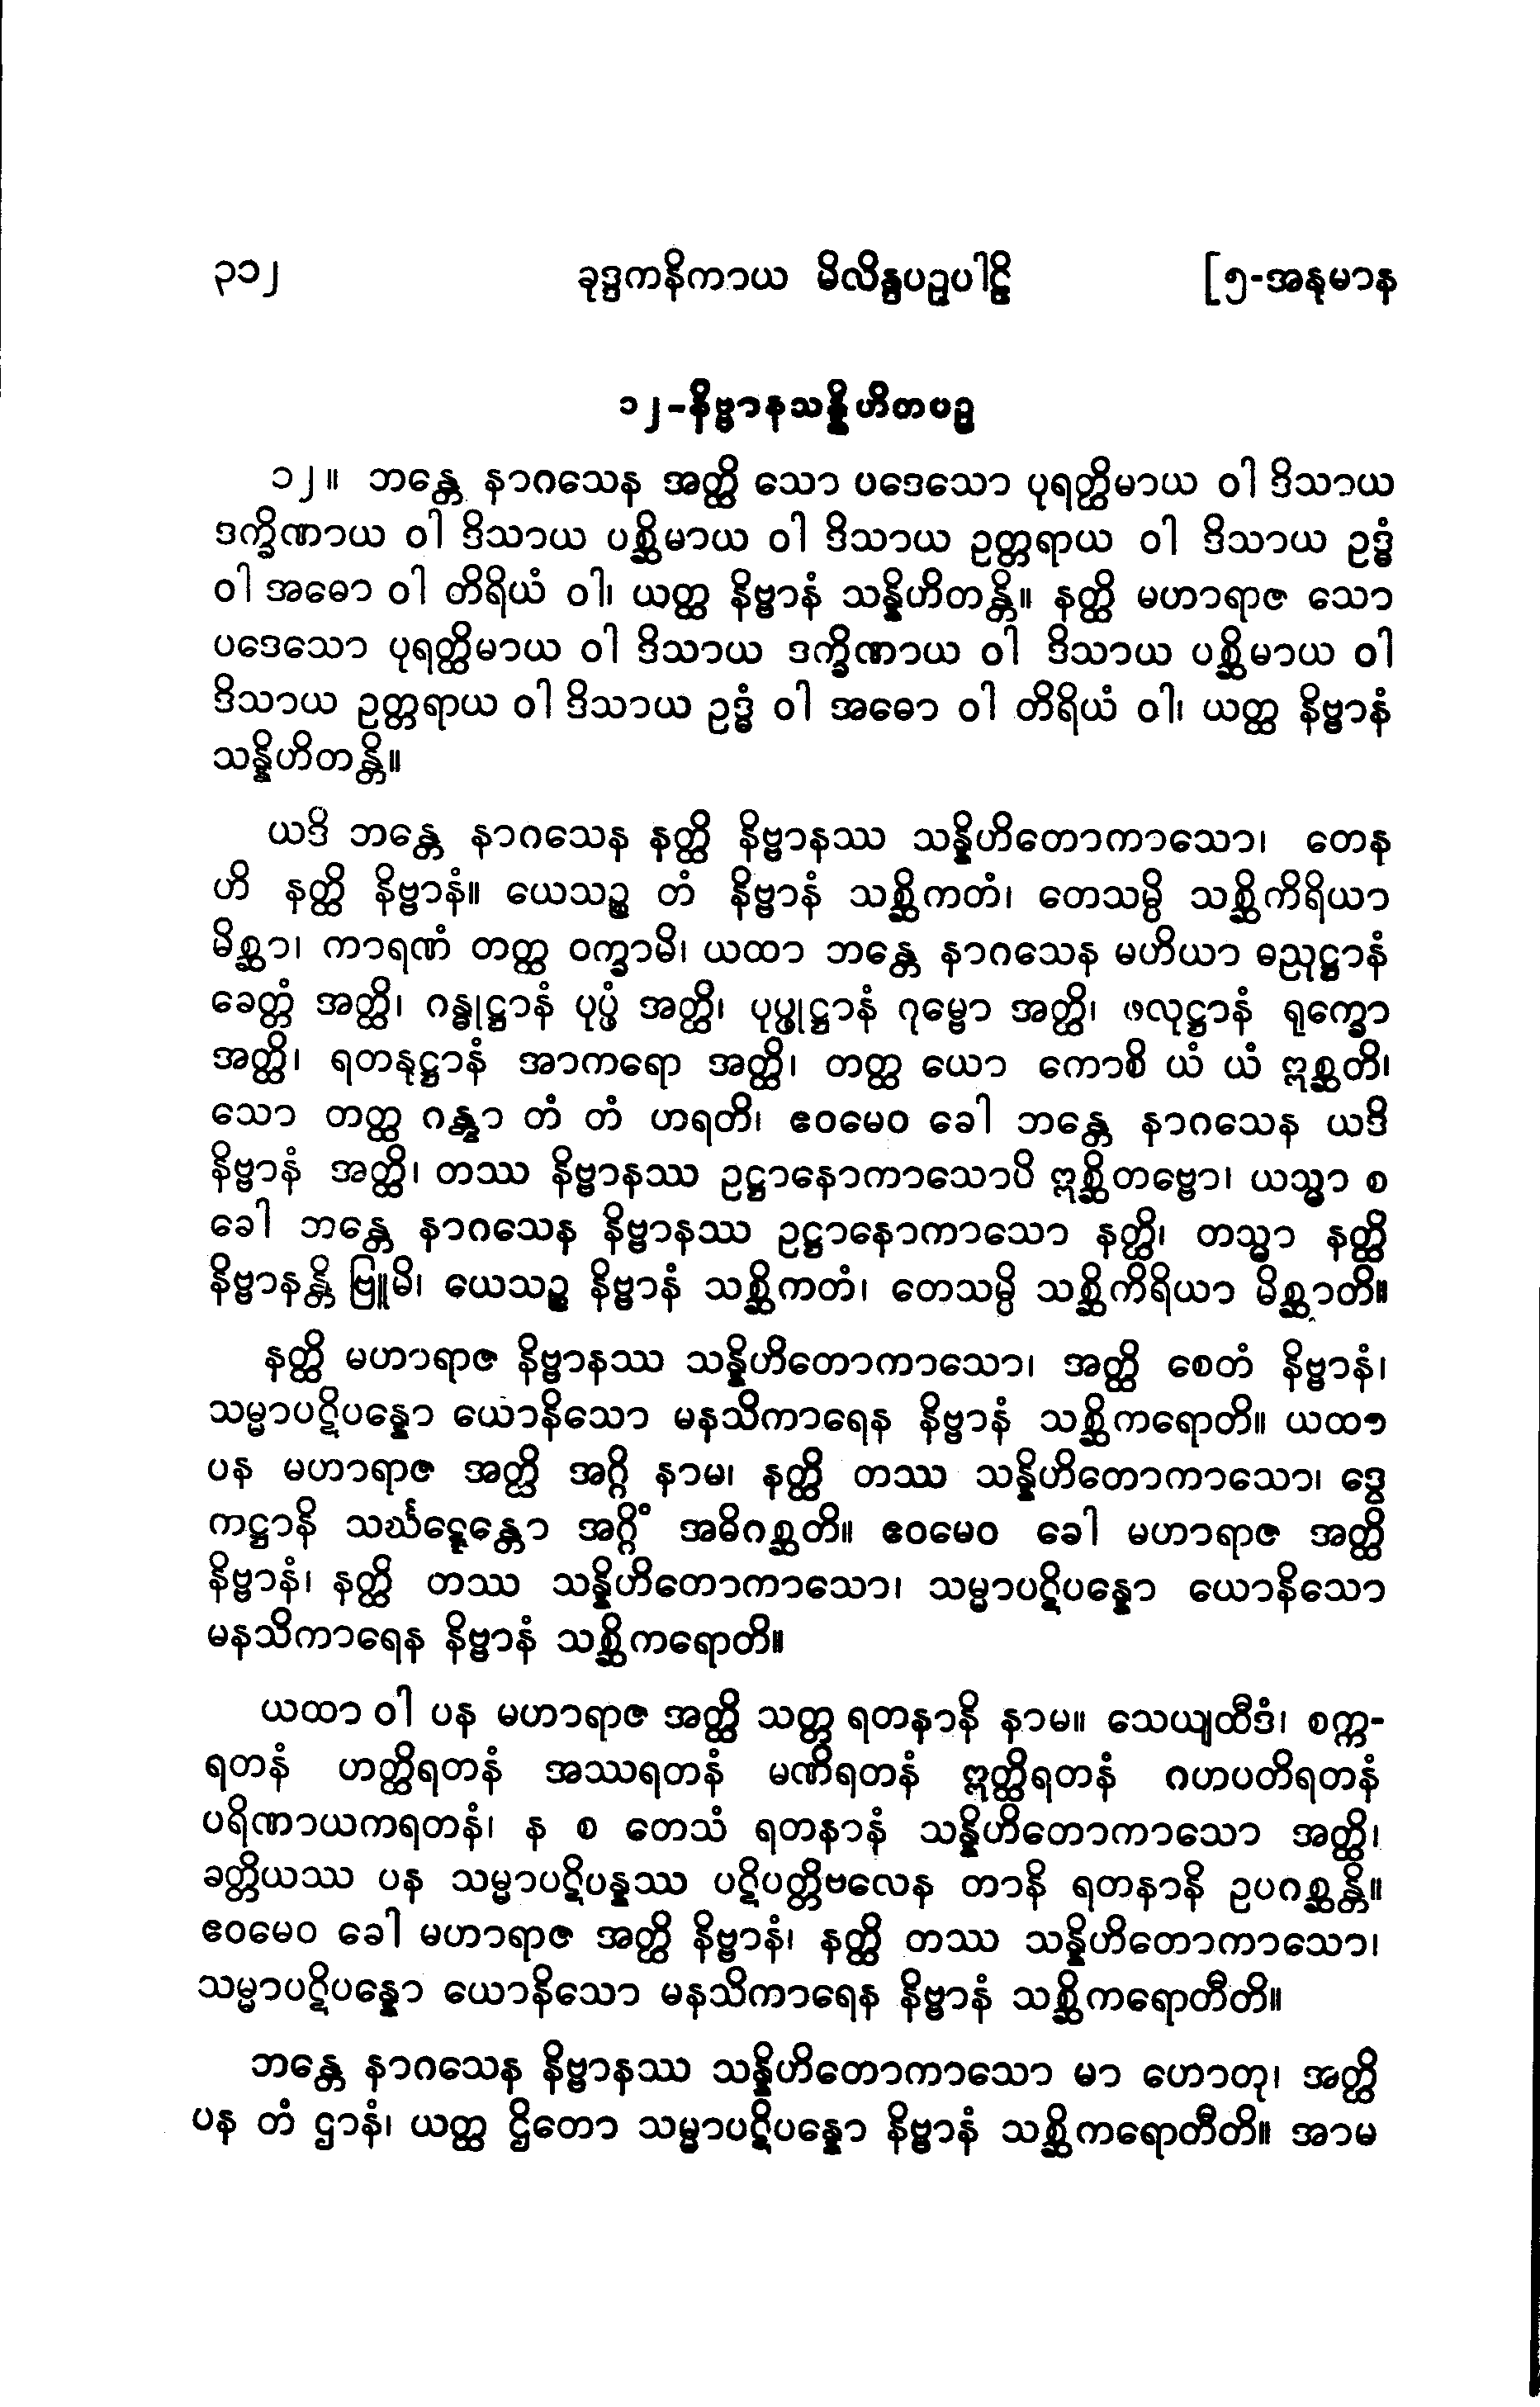 ၃၁၂ ခုဒ္ဒကနိကာယ မိလိန္ဒပဉှပါဠိ [၅-အနုမာန
၁၂-နိဗ္ဗာနသန္နိဟိတပဉှ
၁၂။ ဘန္တေ နာဂသေန အတ္ထိ သော ပဒေသော ပုရတ္ထိမာယ ဝါ ဒိသာယ
ဒက္ခိဏာယ ဝါ ဒိသာယ ပစ္ဆိမာယ ဝါ ဒိသာယ ဥတ္တရာယ ဝါ ဒိသာယ ဥဒ္ဓံ
ဝါ အဓော ဝါ တိရိယံ ဝါ၊ ယတ္ထ နိဗ္ဗာနံ သန္နိဟိတန္တိ။ နတ္ထိ မဟာရာဇ သော
ပဒေသော ပုရတ္ထိမာယ ဝါ ဒိသာယ ဒက္ခိဏာယ ဝါ ဒိသာယ ပစ္ဆိမာယ ဝါ
ဒိသာယ ဥတ္တရာယ ဝါ ဒိသာယ ဥဒ္ဓံ ဝါ အဓော ဝါ တိရိယံ ဝါ၊ ယတ္ထ နိဗ္ဗာနံ
သန္နိဟိတန္တိ။
ယဒိ ဘန္တေ နာဂသေန နတ္ထိ နိဗ္ဗာနဿ သန္နိဟိတောကာသော၊ တေန
ဟိ နတ္ထိ နိဗ္ဗာနံ။ ယေသဉ္စ တံ နိဗ္ဗာနံ သစ္ဆိကတံ၊ တေသမ္ပိ သစ္ဆိကိရိယာ
မိစ္ဆာ၊ ကာရဏံ တတ္ထ ဝက္ခာမိ၊ ယထာ ဘန္တေ နာဂသေန မဟိယာ ဓညုဋ္ဌာနံ
ခေတ္တံ အတ္ထိ၊ ဂန္ဓုဋ္ဌာနံ ပုပ္ဖံ အတ္ထိ၊ ပုပ္ဖုဋ္ဌာနံ ဂုမ္ဗော အတ္ထိ၊ ဖလုဋ္ဌာနံ ရုက္ခော
အတ္ထိ၊ ရတနုဋ္ဌာနံ အာကရော အတ္ထိ၊ တတ္ထ ယော ကောစိ ယံ ယံ ဣစ္ဆတိ၊
သော တတ္ထ ဂန္တွာ တံ တံ ဟရတိ၊ ဧဝမေဝ ခေါ ဘန္တေ နာဂသေန ယဒိ
နိဗ္ဗာနံ အတ္ထိ၊ တဿ နိဗ္ဗာနဿ ဥဋ္ဌာနောကာသောပိ ဣစ္ဆိတဗ္ဗော၊ ယသ္မာ စ
ခေါ ဘန္တေ နာဂသေန နိဗ္ဗာနဿ ဥဋ္ဌာနောကာသော နတ္ထိ၊ တသ္မာ နတ္ထိ
နိဗ္ဗာနန္တိ ဗြူမိ၊ ယေသဉ္စ နိဗ္ဗာနံ သစ္ဆိကတံ၊ တေသမ္ပိ သစ္ဆိကိရိယာ မိစ္ဆာတိ။
နတ္ထိ မဟာရာဇ နိဗ္ဗာနဿ သန္နိဟိတောကာသော၊ အတ္ထိ စေတံ နိဗ္ဗာနံ၊
သမ္မာပဋိပန္နော ယောနိသော မနသိကာရေန နိဗ္ဗာနံ သစ္ဆိကရောတိ။ ယထာ
ပန မဟာရာဇ အတ္ထိ အဂ္ဂိ နာမ၊ နတ္ထိ တဿ သန္နိဟိတောကာသော၊ ဒွေ
ကဋ္ဌာနိ သင်္ဃဋ္ဋေန္တော အဂ္ဂိံ အဓိဂစ္ဆတိ။ ဧဝမေဝ ခေါ မဟာရာဇ အတ္ထိ
နိဗ္ဗာနံ၊ နတ္ထိ တဿ သန္နိဟိတောကာသော၊ သမ္မာပဋိပန္နော ယောနိသော
မနသိကာရေန နိဗ္ဗာနံ သစ္ဆိကရောတိ။
ယထာ ဝါ ပန မဟာရာဇ အတ္ထိ သတ္တ ရတနာနိ နာမ။ သေယျထိဒံ၊ စက္က-
ရတနံ ဟတ္ထိရတနံ အဿရတနံ မဏိရတနံ ဣတ္ထိရတနံ ဂဟပတိရတနံ
ပရိဏာယကရတနံ၊ န စ တေသံ ရတနာနံ သန္နိဟိတောကာသော အတ္ထိ၊
ခတ္တိယဿ ပန သမ္မာပဋိပန္နဿ ပဋိပတ္တိဗလေန တာနိ ရတနာနိ ဥပဂစ္ဆန္တိ။
ဧဝမေဝ ခေါ မဟာရာဇ အတ္ထိ နိဗ္ဗာနံ၊ နတ္ထိ တဿ သန္နိဟိတောကာသော၊
သမ္မာပဋိပန္နော ယောနိသော မနသိကာရေန နိဗ္ဗာနံ သစ္ဆိကရောတီတိ။
ဘန္တေ နာဂသေန နိဗ္ဗာနဿ သန္နိဟိတောကာသော မာ ဟောတု၊ အတ္ထိ
ပန တံ ဌာနံ၊ ယတ္ထ ဌိတော သမ္မာပဋိပန္နော နိဗ္ဗာနံ သစ္ဆိကရောတီတိ။ အာမ